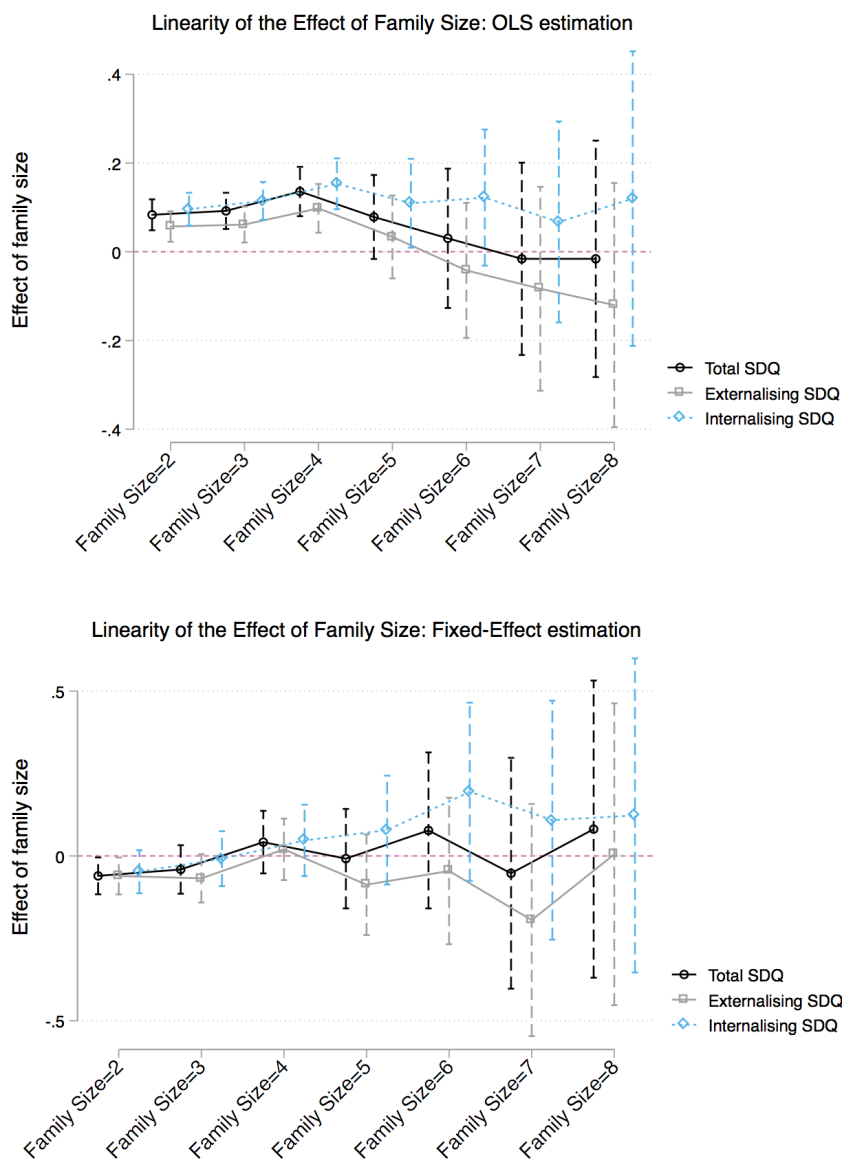 Linearity of the Effect of Family Size: OLS estimation
Effect of family size
.4
.2
0
-.2
-.4
Family Size=2
Family Size=3
Family Size=4
Family Size=5
Family Size=6
Family Size=7
Family Size=8
Total SDQ
Externalising SDQ
Internalising SDQ
Linearity of the Effect of Family Size: Fixed-Effect estimation
Effect of family size
.5
0
-.5
Family Size=2
Family Size=3
Family Size=4
Family Size=5
Family Size=6
Family Size=7
Family Size=8
Total SDQ
Externalising SDQ
Internalising SDQ